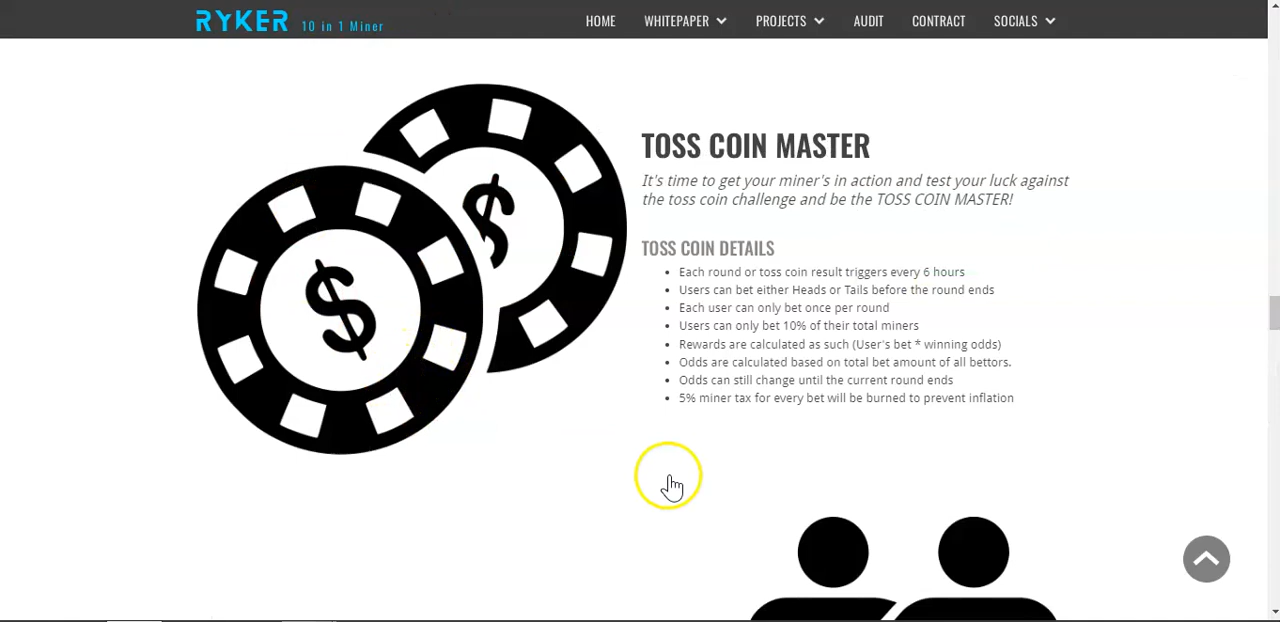 RYKER 10 in 1 Miner HOME WHITEPAPER PROJECTS AUDIT CONTRACT SOCIALS
TOSS COIN MASTER
It's time to get your miner's in action and test your luck against
the toss coin challenge and be the TOSS COIN MASTER!
TOSS COIN DETAILS
• Each round or toss coin result triggers every 6 hours
• Users can bet either Heads or Tails before the round ends
• Each user can only bet once per round
• Users can only bet 10% of their total miners
• Rewards are calculated as such (User's bet * winning odds)
• Odds are calculated based on total bet amount of all bettors.
• Odds can still change until the current round ends
• 5% miner tax for every bet will be burned to prevent inflation
$
$